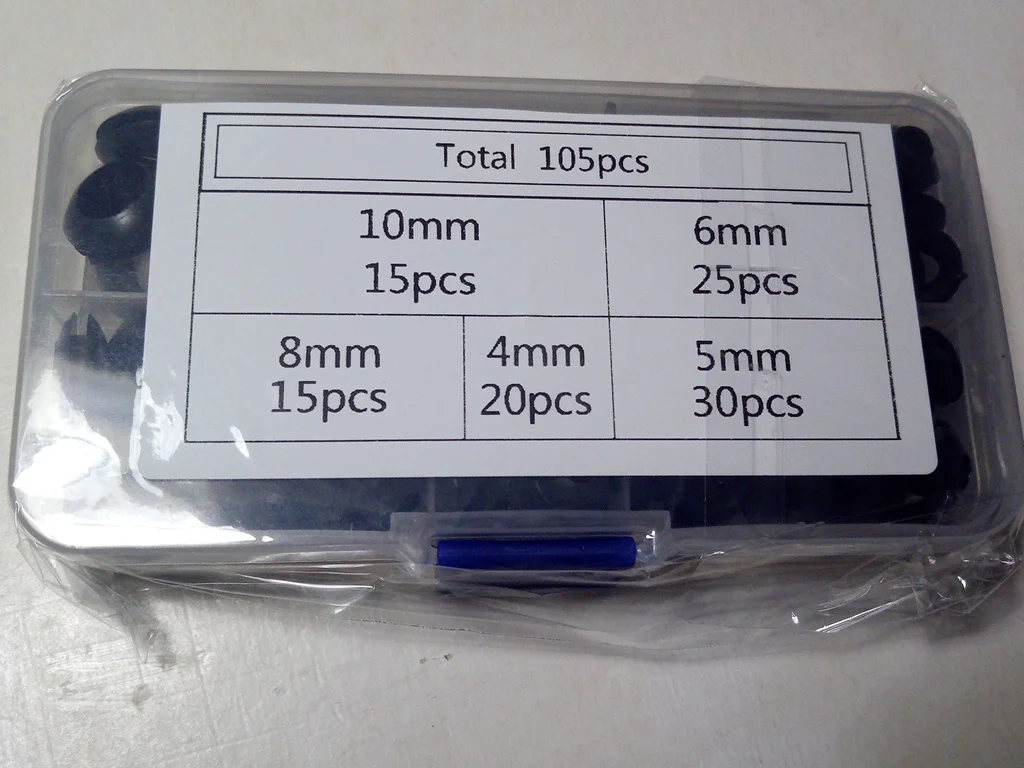 Total 105pcs
10mm
15pcs
6mm
25pcs
8mm
15pcs
4mm
20pcs
5mm
30pcs